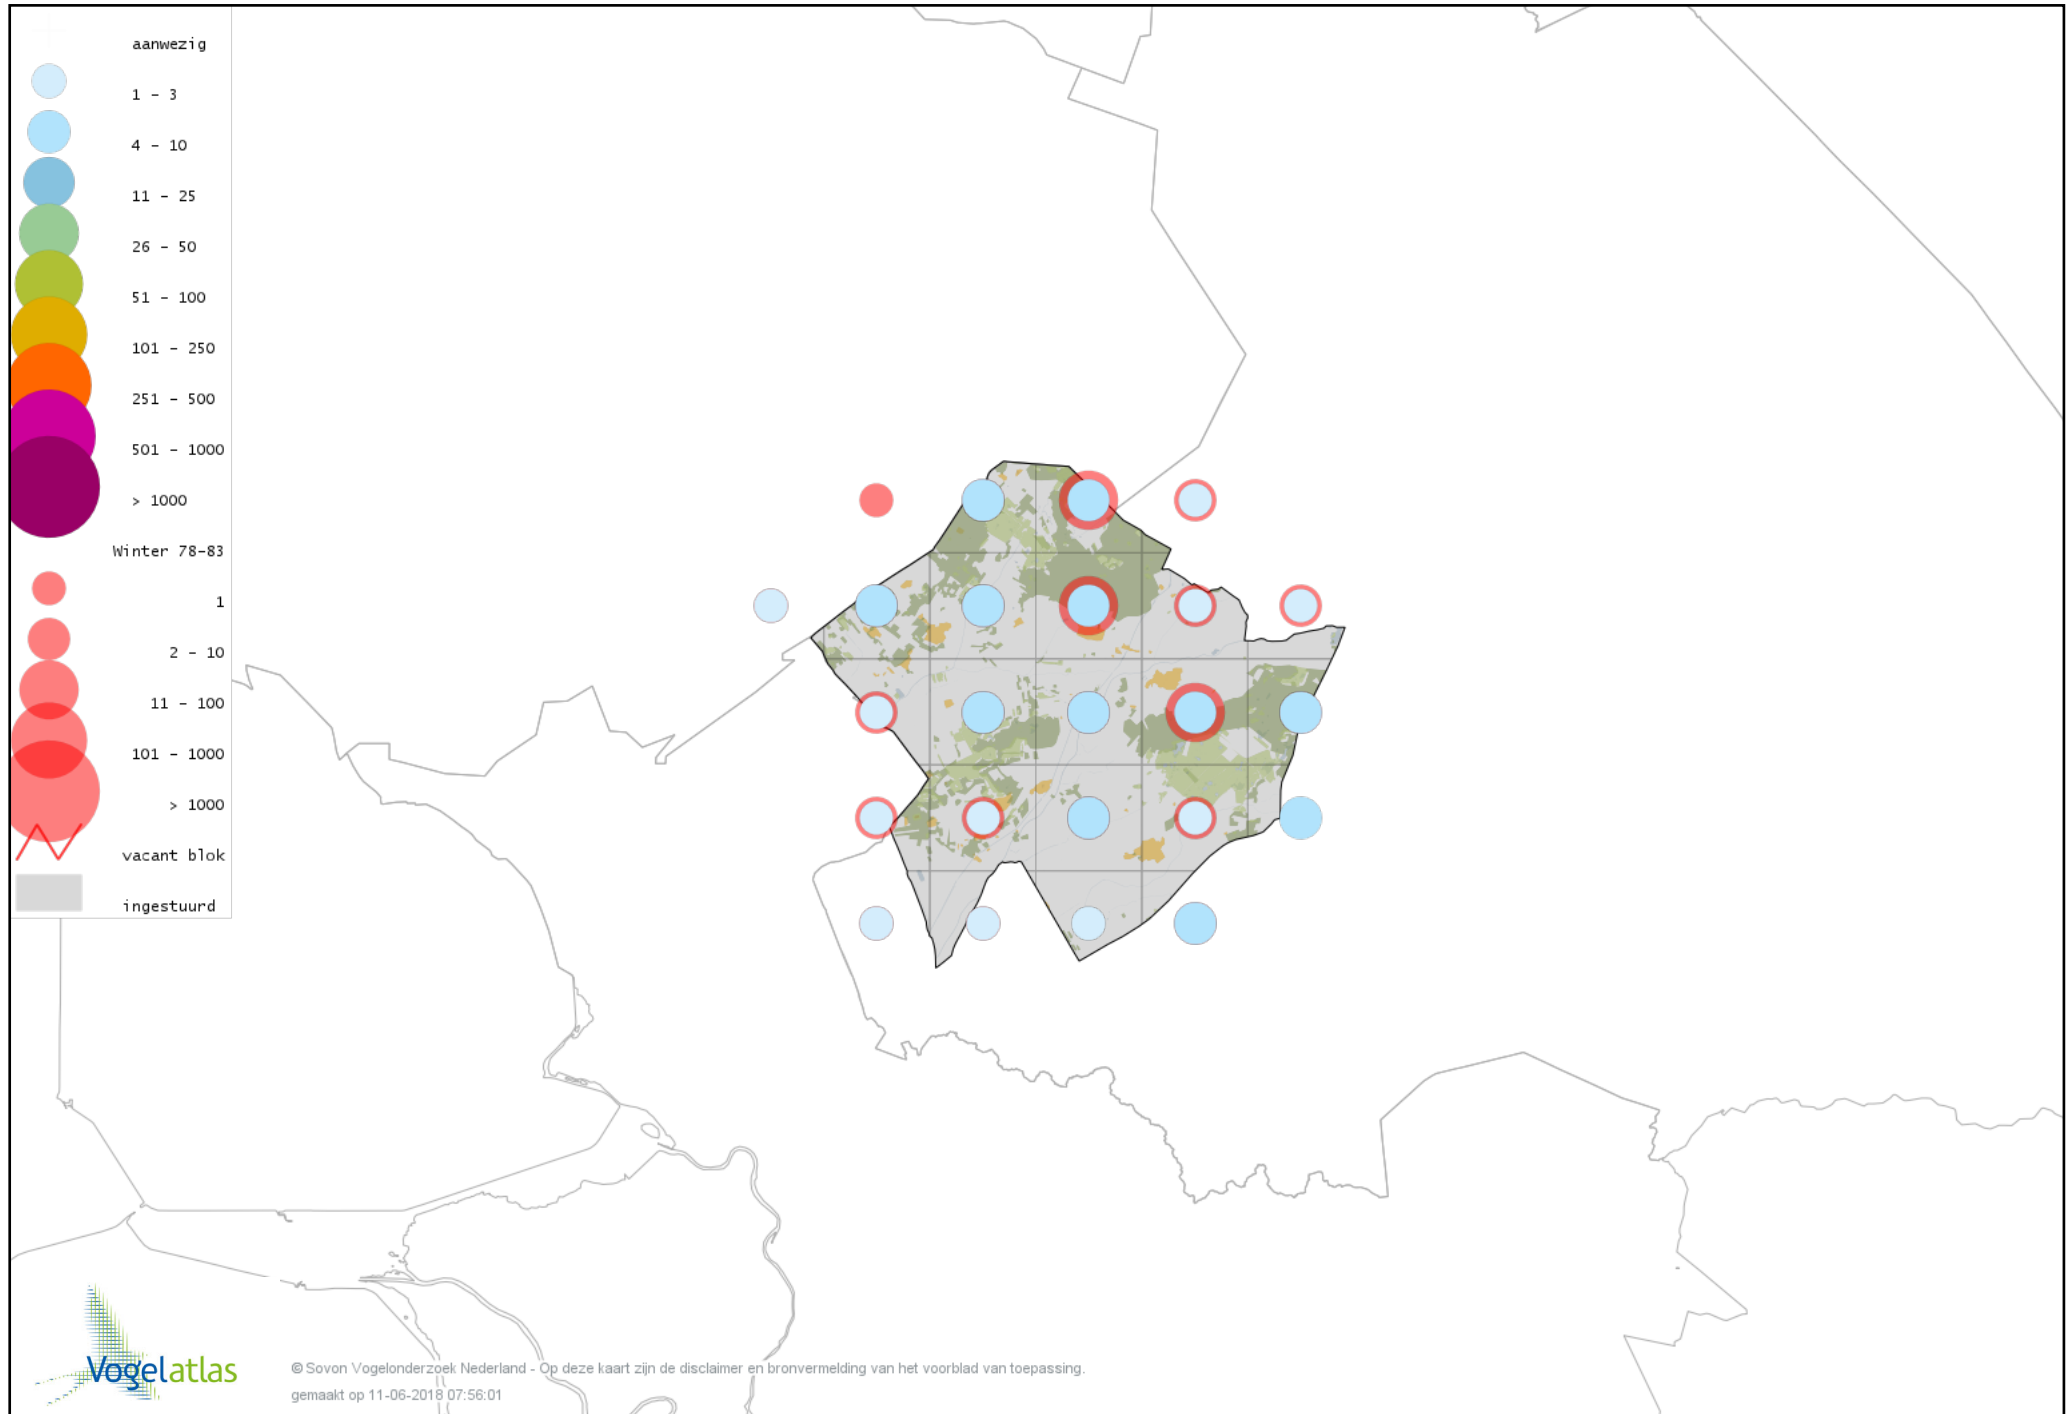 aanwezig
1 - 3
4 - 10
11 - 25
26 - 50
51 - 100
101 - 250
251 - 500
501 - 1000
> 1000
Winter 78-83
1
2 - 10
11 - 100
101 - 1000
> 1000
vacant blok
ingestuurd
Vogelatlas
© Sovon Vogelonderzoek Nederland - Op deze kaart zijn de disclaimer en bronvermelding van het voorblad van toepassing.
gemaakt op 11-06-2018 07:56:01